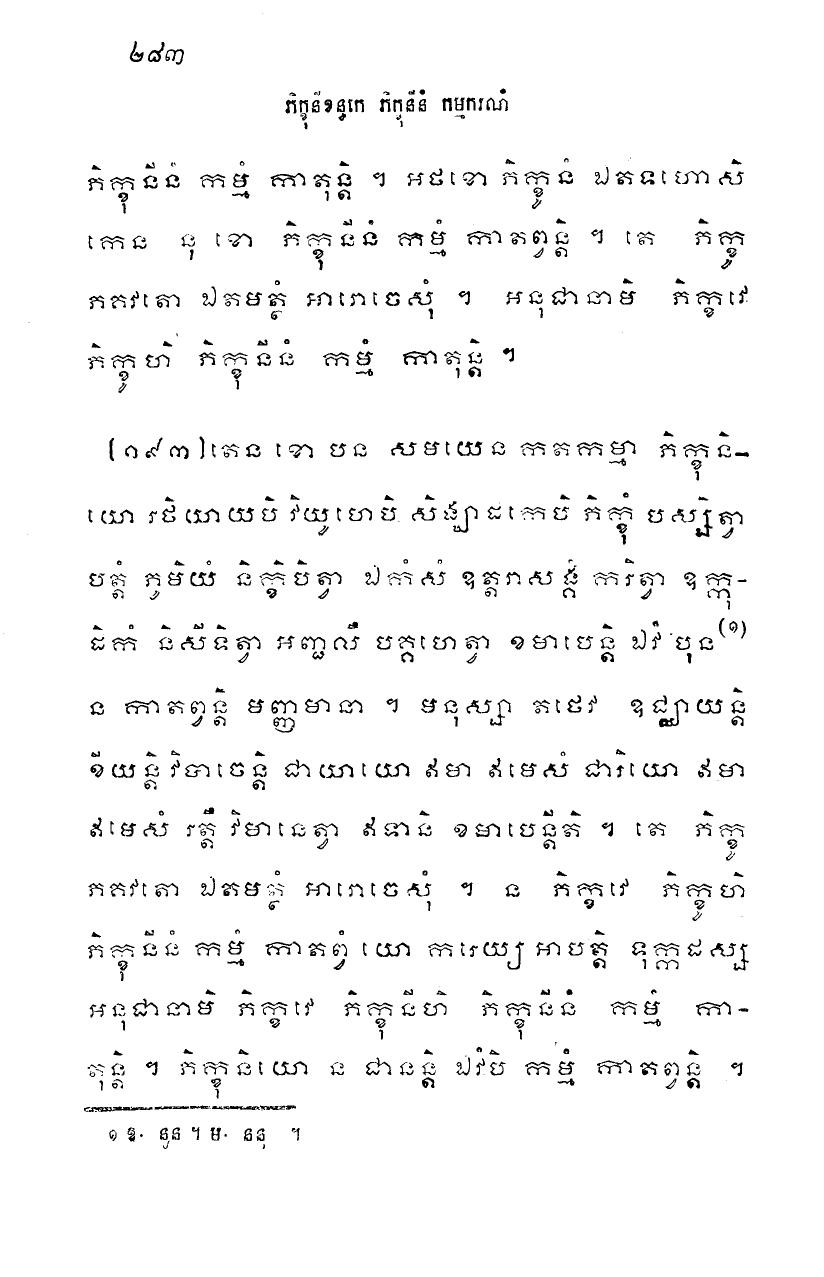 ២៨៣
ភិក្ខុនីខន្ធកេ ភិក្ខុនីនំ កម្មករណំ
ភិក្ខុនីនំ កម្មំ កាតុន្តិ ។ អថខោ ភិក្ខូនំ ឯតទហោសិ
កេន នុ ខោ ភិក្ខុនីនំ កម្មំ កាតព្វន្តិ ។ តេ ភិក្ខូ
ភគវតោ ឯតមត្ថំ អារោចេសុំ ។ អនុជានាមិ ភិក្ខវេ
ភិក្ខូហិ ភិក្ខុនីនំ កម្មំ កាតុន្តិ ។
(១៩៣)តេន ខោ បន សមយេន កតកម្មា ភិក្ខុនិ-
យោ រថិយាយបិ វិយូហេបិ សិង្ឃាដកេបិ ភិក្ខុំ បស្សិត្វា
បត្តំ ភូមិយំ និក្ខិបិត្វា ឯកាំសំ ឧត្តរាសង្គំ ករិត្វា ឧក្កុ-
ដិកាំ និសីទិត្វា អញ្ជលឹ បគ្គហេត្វា ខមាបេន្តិ ឯវំ បុន(១)
ន កាតព្វន្តិ មញ្ញមានា ។ មនុស្សា តថេវ ឧជ្ឈាយន្តិ
ខីយន្តិ វិបាចេន្តិ ជាយាយោ ឥមា ឥមេសំ ជារិយោ ឥមា
ឥមេសំ រត្តឹ វិមានេត្វា ឥទានិ ខមាបេន្តីតិ ។ តេ ភិក្ខូ
ភគវតោ ឯតមត្ថំ អារោចេសុំ ។ ន ភិក្ខវេ ភិក្ខូហិ
ភិក្ខុនីនំ កម្មំ កាតព្វំ យោ ករេយ្យ អាបត្តិ ទុក្កដស្ស
អនុជានាមិ ភិក្ខវេ ភិក្ខុនីហិ ភិក្ខុនីនំ កម្មំ កា-
តុន្តិ ។ ភិក្ខុនិយោ ន ជានន្តិ ឯវំបិ កម្មំ កាតព្វន្តិ ។
១ ឱ. នូន ។ ម. ននុ ។